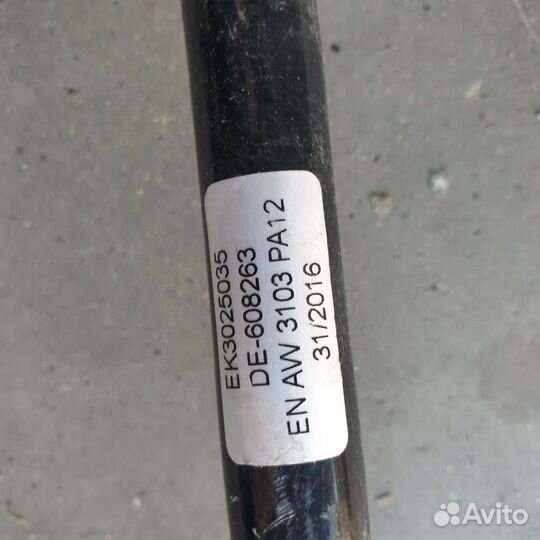 EK3025035
DE-608263
EN AW 3103 PA12
31/2016
Avito